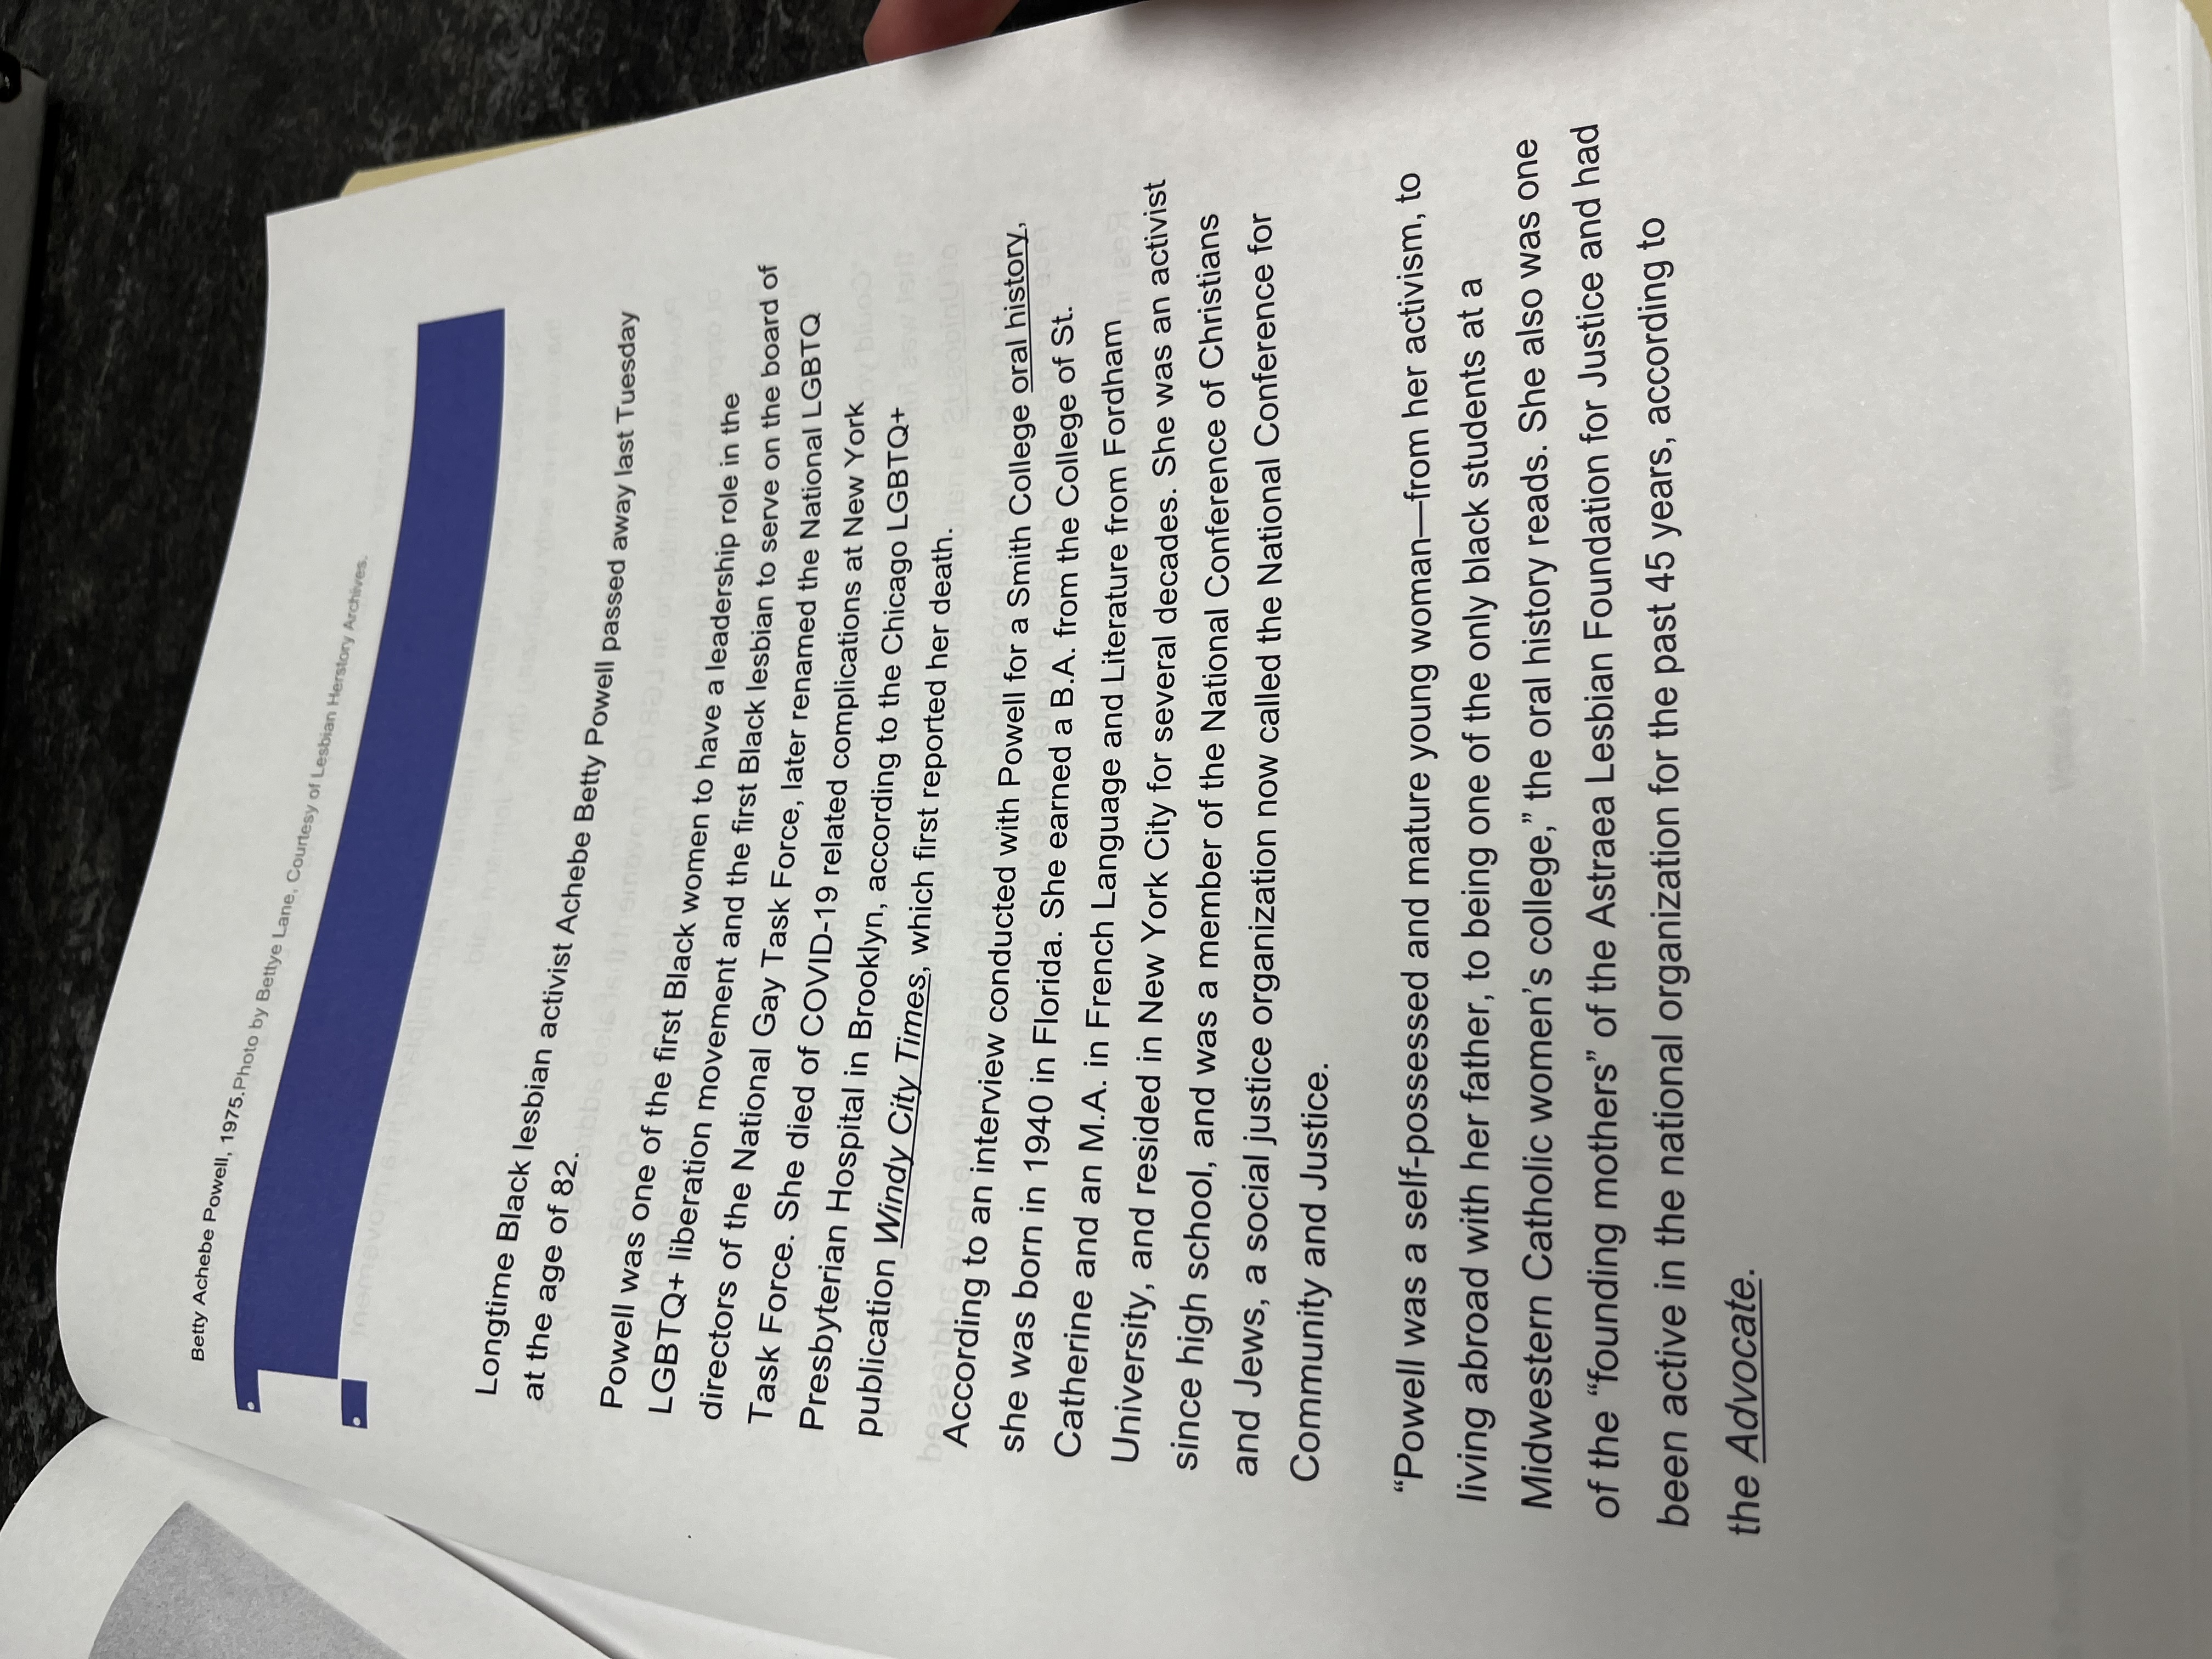 Betty Achebe Powell, 1975.Photo by Bettye Lane, Courtesy of Lesbian Herstory Archives.
Longtime Black lesbian activist Achebe Betty Powell passed away last Tuesday
at the age of 82.
Powell was one of the first Black women to have a leadership role in the
LGBTQ+ liberation movement and the first Black lesbian to serve on the board of
directors of the National Gay Task Force, later renamed the National LGBTQ
Task Force. She died of COVID-19 related complications at New York
Presbyterian Hospital in Brooklyn, according to the Chicago LGBTQ+
publication Windy City Times, which first reported her death.
According to an interview conducted with Powell for a Smith College oral history,
she was born in 1940 in Florida. She earned a B.A. from the College of St.
Catherine and an M.A. in French Language and Literature from Fordham
University, and resided in New York City for several decades. She was an activist
since high school, and was a member of the National Conference of Christians
and Jews, a social justice organization now called the National Conference for
Community and Justice.
“Powell was a self-possessed and mature young woman—from her activism, to
living abroad with her father, to being one of the only black students at a
Midwestern Catholic women’s college,” the oral history reads. She also was one
of the “founding mothers” of the Astraea Lesbian Foundation for Justice and had
been active in the national organization for the past 45 years, according to
the Advocate.